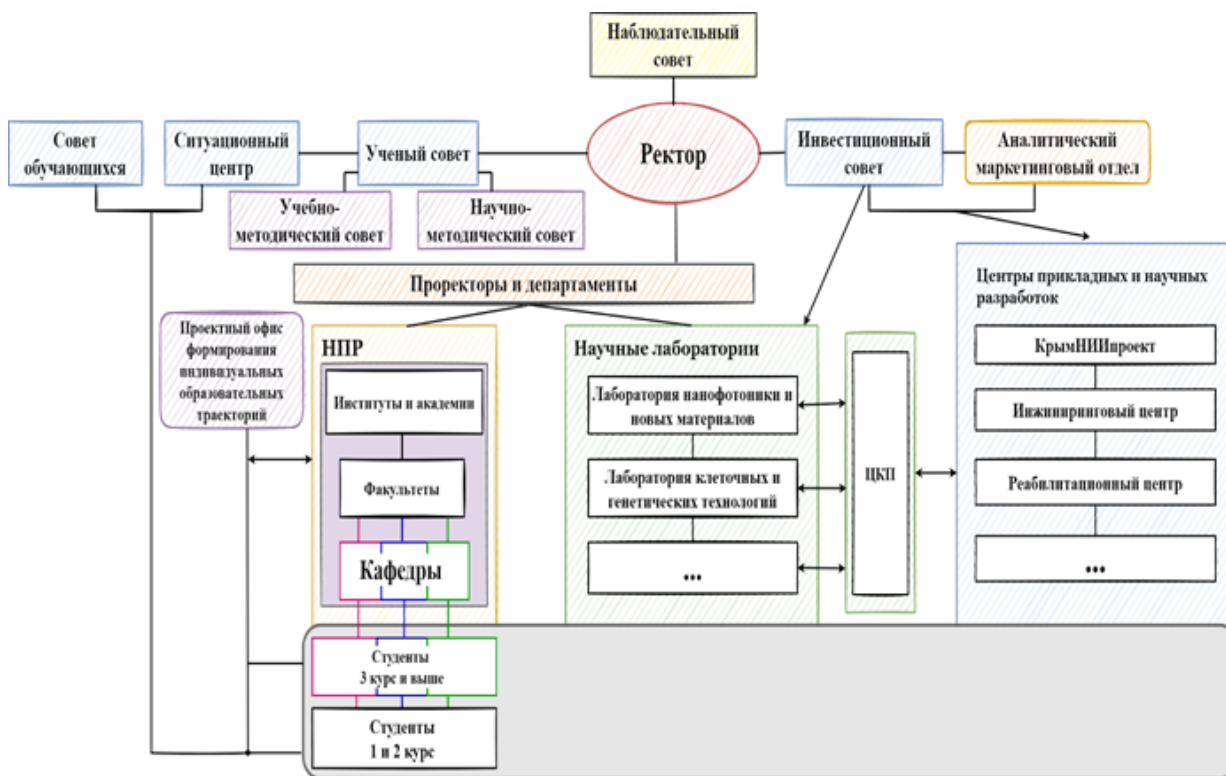 Наблюдательный
совет
Совет
обучающихся
Ситуационный
центр
Ученый совет
Ректор
Инвестиционный
совет
Аналитический
маркетинговый отдел
Учебно-
методический совет
Научно-
методический совет
Проректоры и департаменты
Центры прикладных и научных
разработок
Проектный офис
формирования
индивидуальных
образовательных
траекторий
НПР
Институты и академии
Факультеты
Кафедры
Научные лаборатории
Лаборатория нанофотоники и
новых материалов
Лаборатория клеточных и
генетических технологий
...
ЦКП
КрымНИИпроект
Инжиниринговый центр
Реабилитационный центр
...
Студенты
3 курс и выше
Студенты
1 и 2 курс